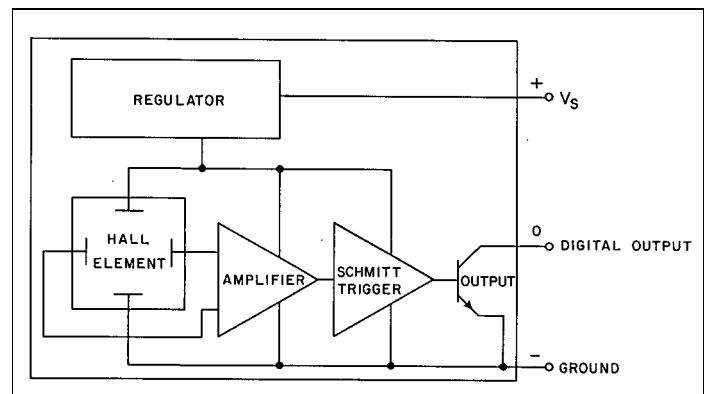 REGULATOR
+
VS
HALL
ELEMENT
AMPLIFIER
SCHMITT
TRIGGER
OUTPUT
O
DIGITAL OUTPUT
–
GROUND